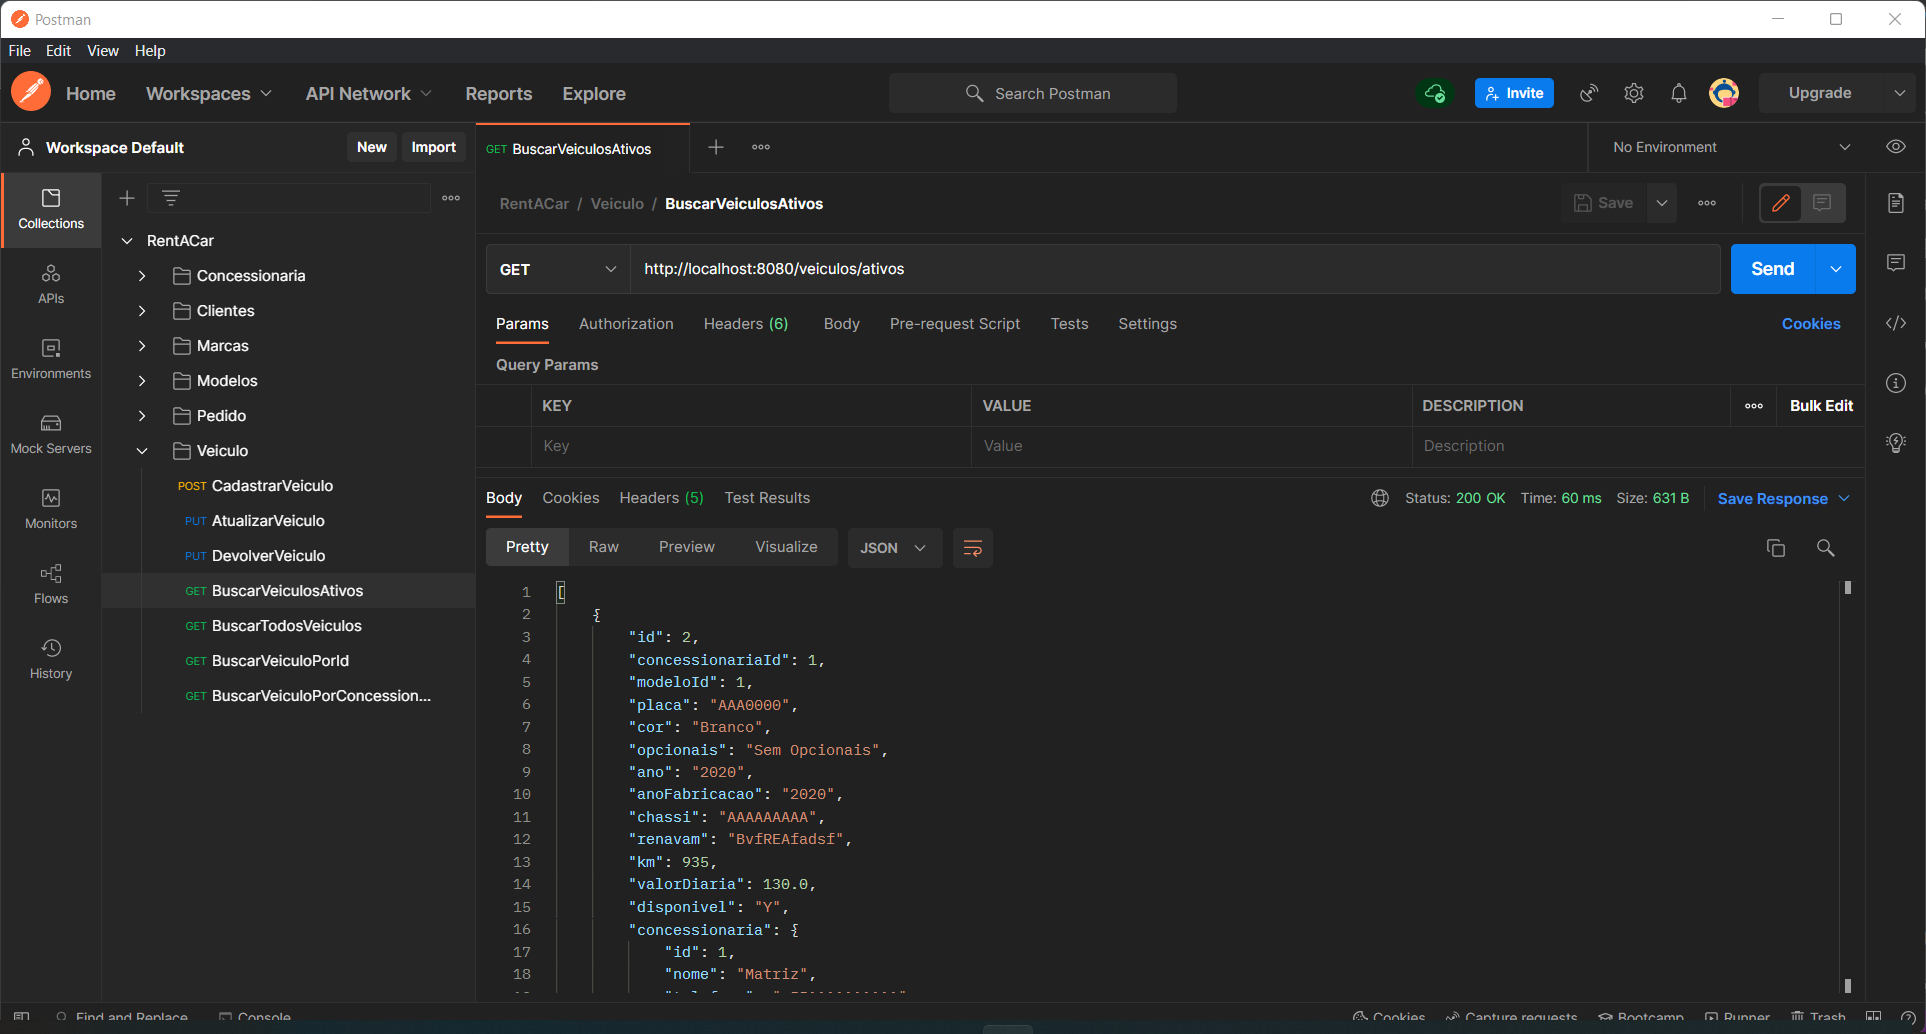 Postman
File Edit View Help
Home Workspaces API Network Reports Explore Search Postman Invite Upgrade
Workspace Default New Import GET BuscarVeiculosAtivos No Environment
Collections
APIs
Environments
Mock Servers
Monitors
Flows
History
RentACar
Concessionaria
Clientes
Marcas
Modelos
Pedido
Veiculo
POST CadastrarVeiculo
PUT AtualizarVeiculo
PUT DevolverVeiculo
GET BuscarVeiculosAtivos
GET BuscarTodosVeiculos
GET BuscarVeiculoPorId
GET BuscarVeiculoPorConcession...
RentACar / Veiculo / BuscarVeiculosAtivos Save
GET http://localhost:8080/veiculos/ativos Send
Params Authorization Headers (6) Body Pre-request Script Tests Settings Cookies
Query Params
KEY VALUE DESCRIPTION Bulk Edit
Key Value Description
Body Cookies Headers (5) Test Results Status: 200 OK Time: 60 ms Size: 631 B Save Response
Pretty Raw Preview Visualize JSON
1 [
2 {
3 "id": 2,
4 "concessionariaId": 1,
5 "modeloId": 1,
6 "placa": "AAA0000",
7 "cor": "Branco",
8 "opcionais": "Sem Opcionais",
9 "ano": "2020",
10 "anoFabricacao": "2020",
11 "chassi": "AAAAAAAAA",
12 "renavam": "BvfREAfadsf",
13 "km": 935,
14 "valorDiaria": 130.0,
15 "disponivel": "Y",
16 "concessionaria": {
17 "id": 1,
18 "nome": "Matriz",
Find and Replace Console Cookies Capture requests Bootcamp Runner Trash